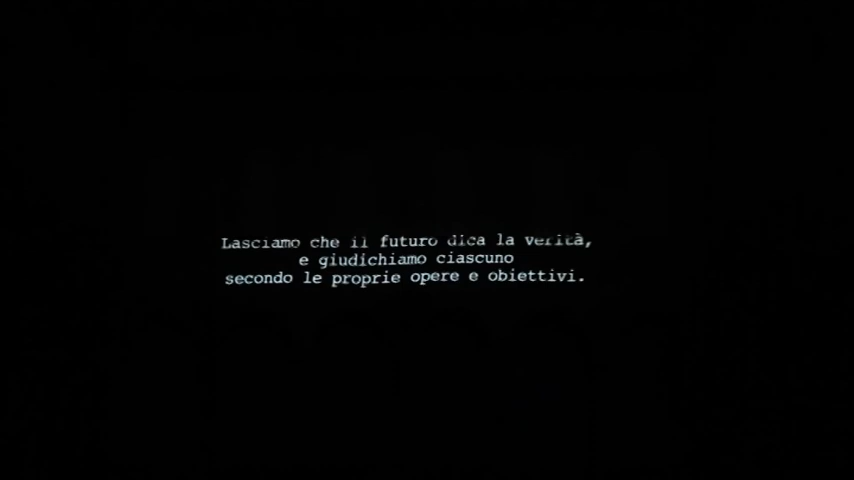 Lasciamo che il futuro dica la verità,
e giudichiamo ciascuno
secondo le proprie opere e obiettivi.